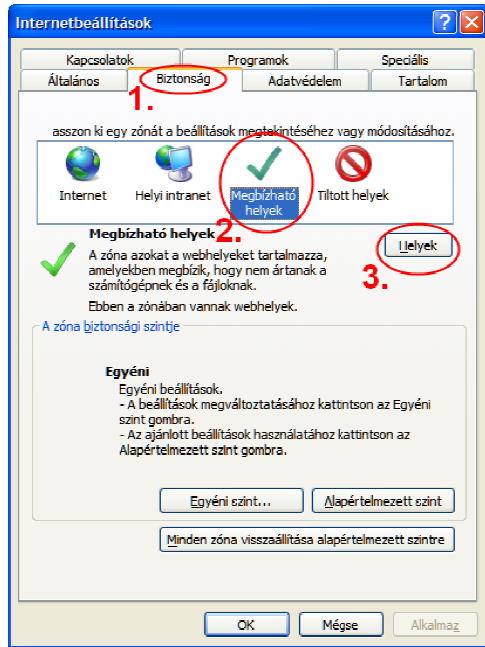 Internetbeállítások
Kapcsolatok Programok Speciális
Általános Biztonság Adatvédelem Tartalom
1.
asszon ki egy zónát a beállítások megtekintéséhez vagy módosításához.
Internet Helyi intranet Megbízható helyek Tiltott helyek
2.
Megbízható helyek
Helyek
3.
A zóna azokat a webhelyeket tartalmazza,
amelyekben megbízik, hogy nem ártanak a
számítógépnek és a fájloknak.
Ebben a zónában vannak webhelyek.
A zóna biztonsági szintje
Egyéni
Egyéni beállítások.
- A beállítások megváltoztatásához kattintson az Egyéni
szint gombra.
- Az ajánlott beállítások használatához kattintson az
Alapértelmezett szint gombra.
Egyéni szint... Alapértelmezett szint
Minden zóna visszaállítása alapértelmezett szintre
OK Mégse Alkalmaz